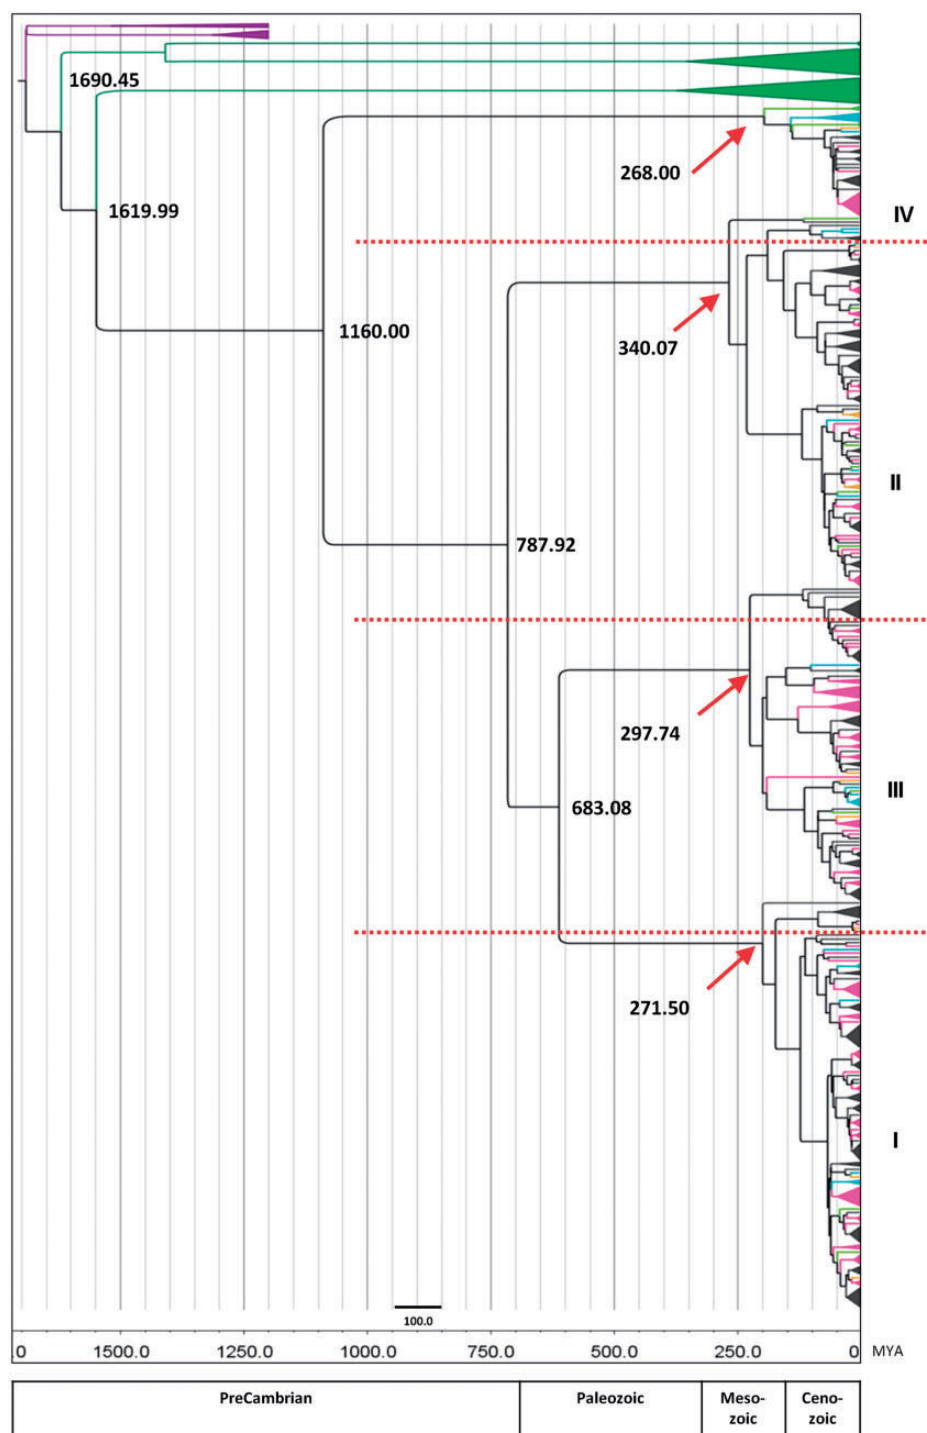 1690.45
268.00
1619.99
IV
1160.00
340.07
II
787.92
297.74
III
683.08
271.50
I
100.0
0 1500.0 1250.0 1000.0 750.0 500.0 250.0 0 MYA
PreCambrian Paleozoic Meso- Ceno-
zoic zoic